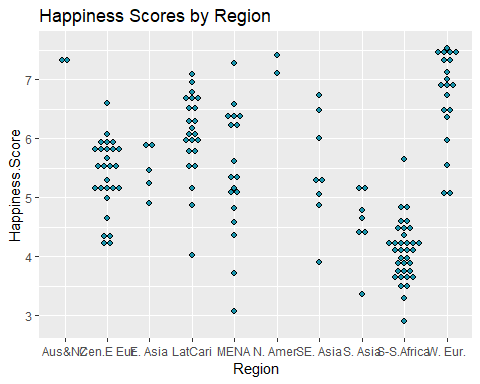 Happiness Scores by Region
Happiness.Score
7
6
5
4
3
Aus&NZ Cen.E Eur. E. Asia LatCari MENA N. Amer. SE. Asia S. Asia S-S.Africa W. Eur.
Region